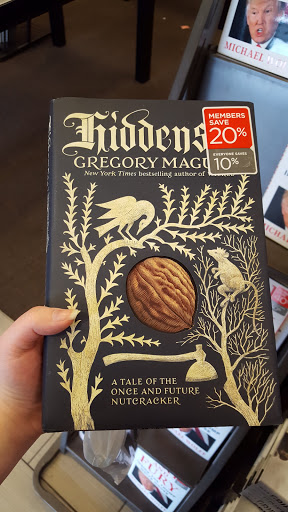 MICHAEL
MEMBERS
SAVE
20%
EVERYONE SAVES
10%
Hiddens
GREGORY MAGU
New York Times bestselling author of
A TALE OF THE
ONCE AND FUTURE
NUTCRACKER
FURY